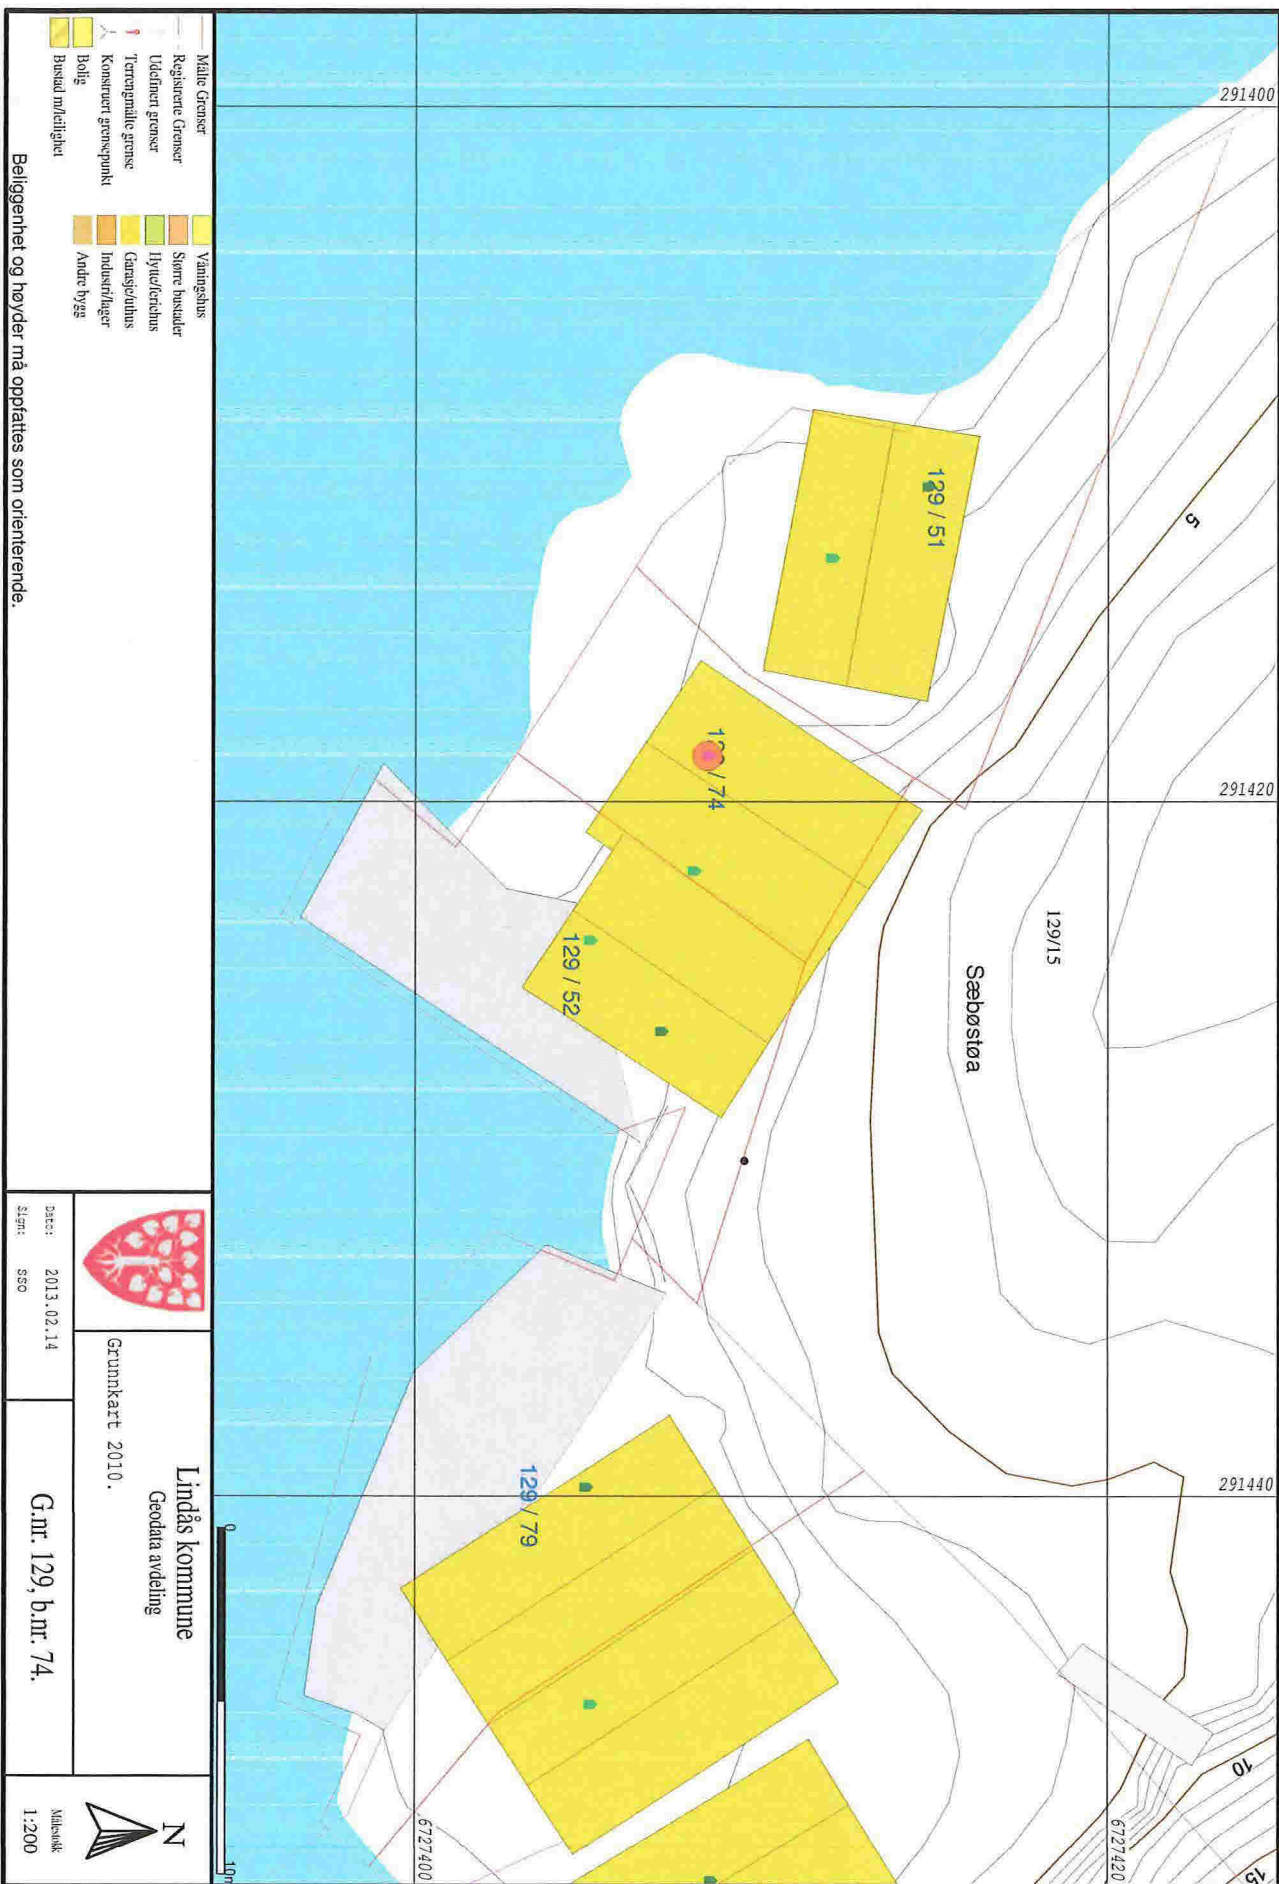 291400
291420
291440
6727400
6727420
5
10
15
129 / 51
/ 74
129 / 52
129 / 79
129/15
Sæbøstøa
Målte Grenser
Registrerte Grenser
Udefinert grenser
Terrengmålte grense
Konstruert grensepunkt
Bolig
Bustad m/leilighet
Våningshus
Større bustader
Hytte/feriehus
Garasje/uthus
Industri/lager
Andre bygg
Beliggenhet og høyder må oppfattes som orienterende.
Lindås kommune
Geodata avdeling
Grunnkart 2010.
Dato: 2013.02.14
Sign: sso
G.nr. 129, b.nr. 74.
N
Målestokk
1:200
0
10m